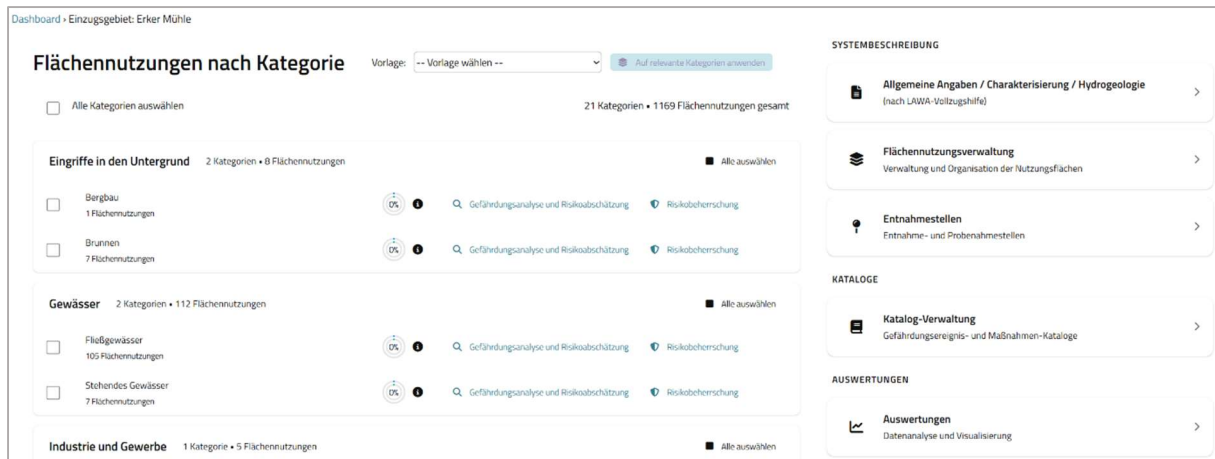 Dashboard › Einzugsgebiet: Erker Mühle
Flächennutzungen nach Kategorie
Vorlage: -- Vorlage wählen --
Auf relevante Kategorien anwenden
Alle Kategorien auswählen
21 Kategorien • 1169 Flächennutzungen gesamt
Eingriffe in den Untergrund 2 Kategorien • 8 Flächennutzungen
Alle auswählen
Bergbau
1 Flächennutzungen
0% Gefährdungsanalyse und Risikoabschätzung Risikobeherrschung
Brunnen
7 Flächennutzungen
0% Gefährdungsanalyse und Risikoabschätzung Risikobeherrschung
Gewässer 2 Kategorien • 112 Flächennutzungen
Alle auswählen
Fließgewässer
105 Flächennutzungen
0% Gefährdungsanalyse und Risikoabschätzung Risikobeherrschung
Stehendes Gewässer
7 Flächennutzungen
0% Gefährdungsanalyse und Risikoabschätzung Risikobeherrschung
Industrie und Gewerbe 1 Kategorie • 5 Flächennutzungen
Alle auswählen
SYSTEMBESCHREIBUNG
Allgemeine Angaben / Charakterisierung / Hydrogeologie
(nach LAWA-Vollzugshilfe)
Flächennutzungsverwaltung
Verwaltung und Organisation der Nutzungsflächen
Entnahmestellen
Entnahme- und Probenahmestellen
KATALOGE
Katalog-Verwaltung
Gefährdungsereignis- und Maßnahmen-Kataloge
AUSWERTUNGEN
Auswertungen
Datenanalyse und Visualisierung